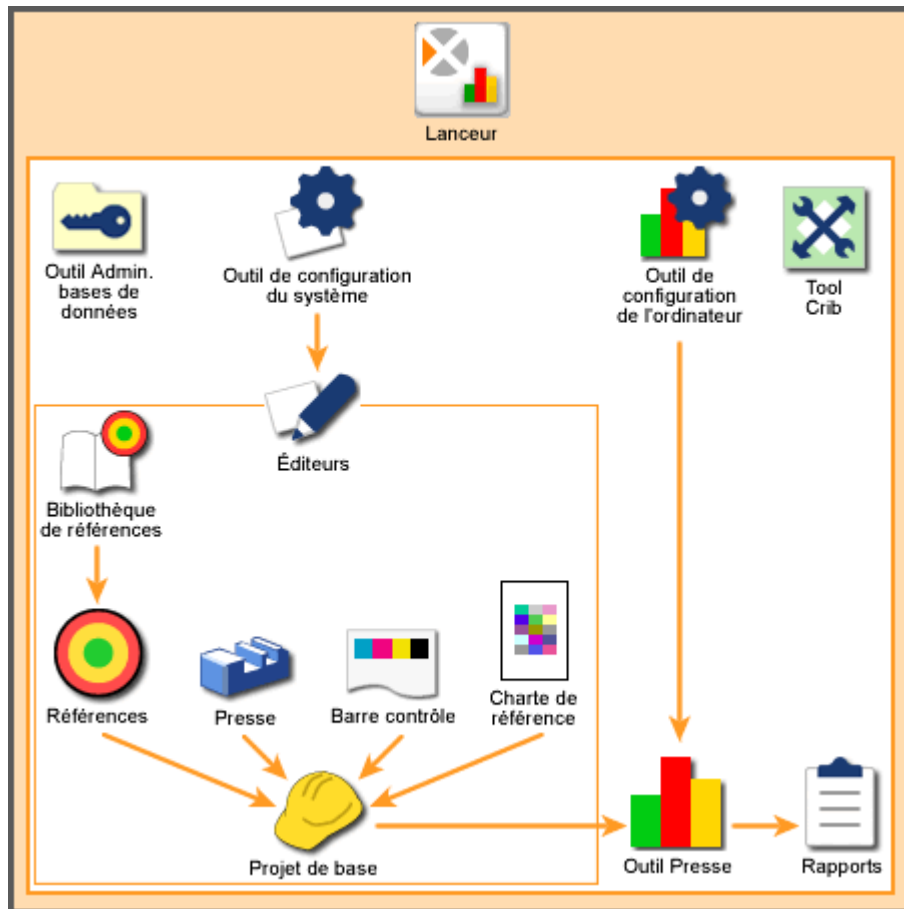 Lanceur
Outil Admin.
bases de
données
Outil de configuration
du système
Outil de
configuration
de l'ordinateur
Tool
Crib
Éditeurs
Bibliothèque
de références
Références
Presse
Barre contrôle
Charte de
référence
Projet de base
Outil Presse
Rapports